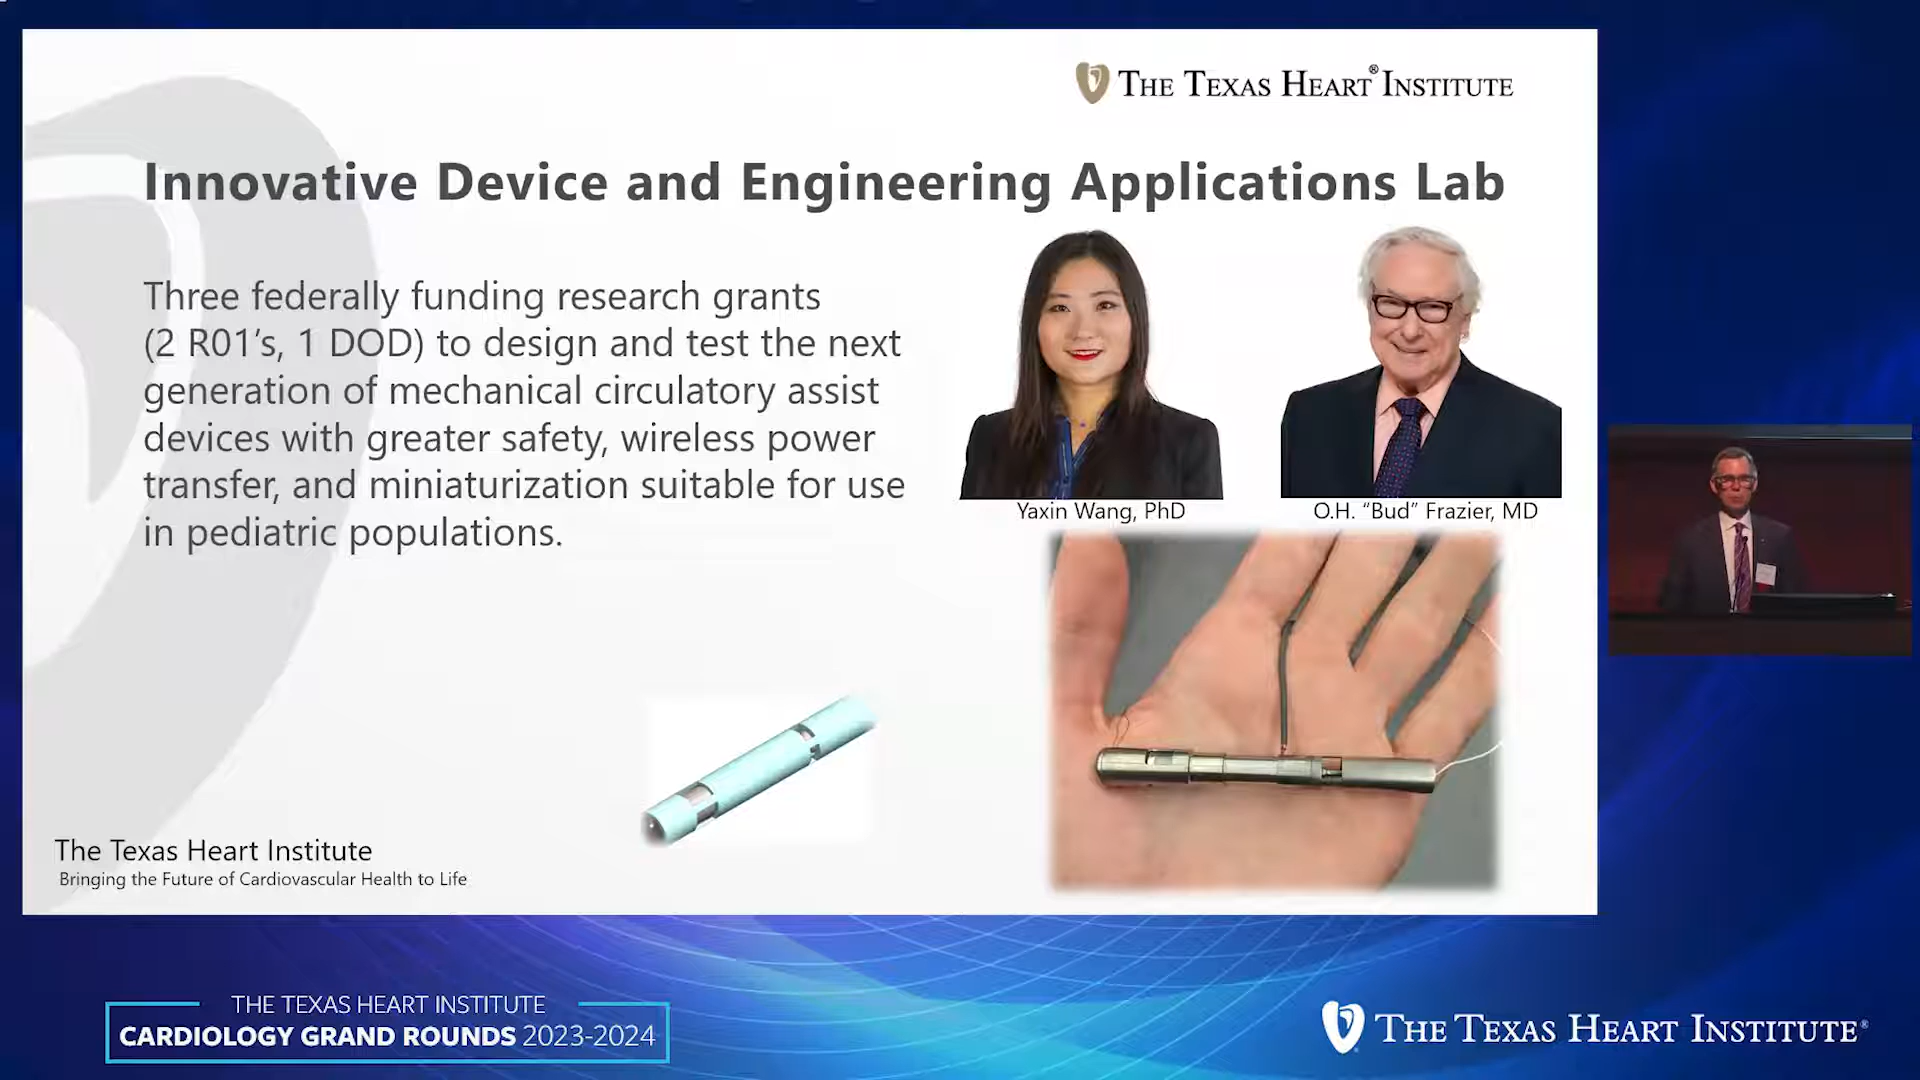 THE TEXAS HEART® INSTITUTE
Innovative Device and Engineering Applications Lab
Three federally funding research grants
(2 R01’s, 1 DOD) to design and test the next
generation of mechanical circulatory assist
devices with greater safety, wireless power
transfer, and miniaturization suitable for use
in pediatric populations.
Yaxin Wang, PhD
O.H. “Bud” Frazier, MD
The Texas Heart Institute
Bringing the Future of Cardiovascular Health to Life
THE TEXAS HEART INSTITUTE
CARDIOLOGY GRAND ROUNDS 2023-2024
THE TEXAS HEART INSTITUTE®